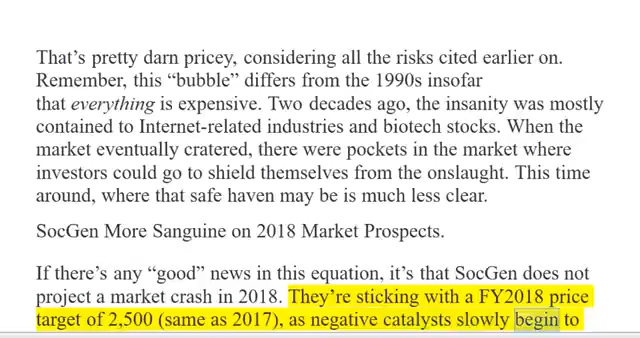 That’s pretty darn pricey, considering all the risks cited earlier on.
Remember, this “bubble” differs from the 1990s insofar
that everything is expensive. Two decades ago, the insanity was mostly
contained to Internet-related industries and biotech stocks. When the
market eventually cratered, there were pockets in the market where
investors could go to shield themselves from the onslaught. This time
around, where that safe haven may be is much less clear.
SocGen More Sanguine on 2018 Market Prospects.
If there’s any “good” news in this equation, it’s that SocGen does not
project a market crash in 2018. They’re sticking with a FY2018 price
target of 2,500 (same as 2017), as negative catalysts slowly begin to